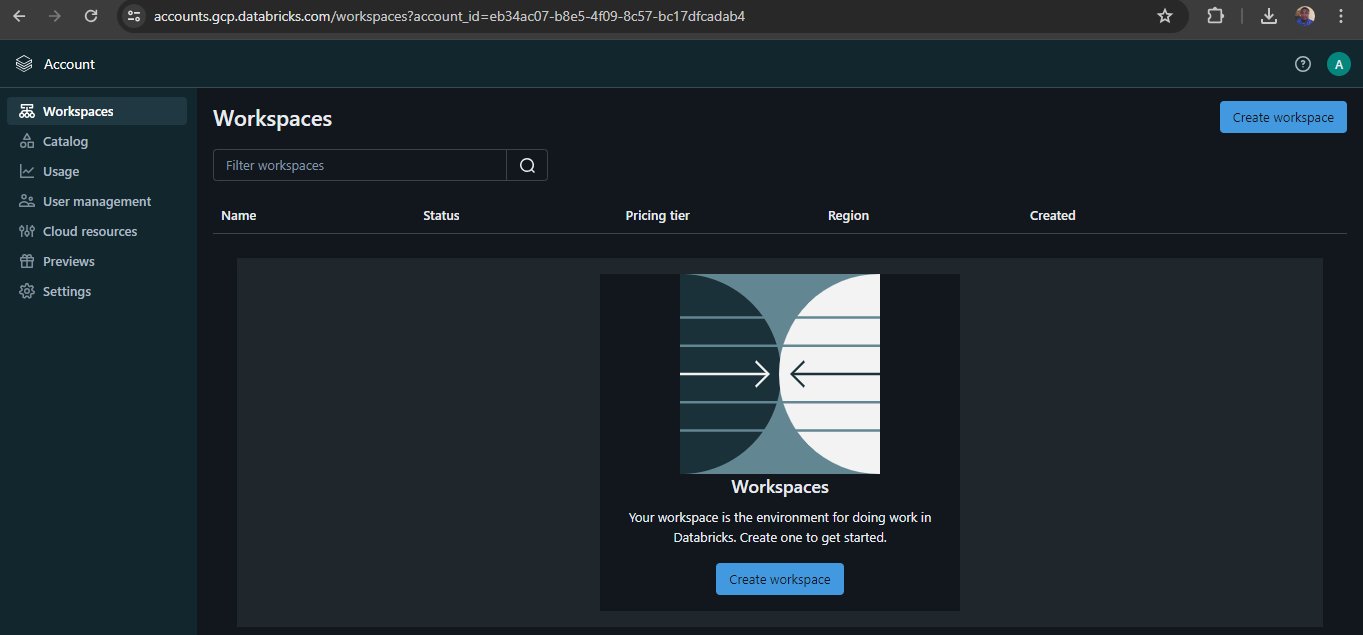 accounts.gcp.databricks.com/workspaces?account_id=eb34ac07-b8e5-4f09-8c57-bc17dfcadab4
Account
?
A
Workspaces
Catalog
Usage
User management
Cloud resources
Previews
Settings
Workspaces
Create workspace
Filter workspaces
Name Status Pricing tier Region Created
Workspaces
Your workspace is the environment for doing work in
Databricks. Create one to get started.
Create workspace